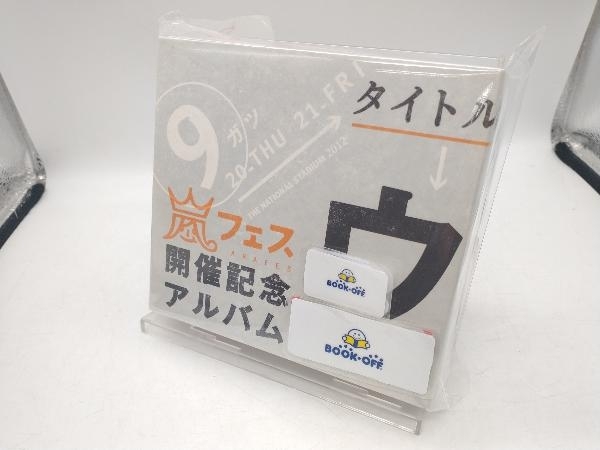 9
ガツ
20-THU 21-FRI
THE NATIONAL STADIUM 2012
タイトル
↓
ウ
嵐フェス
ARAFES
開催記念
アルバム
BOOK・OFF
BOOK・OFF